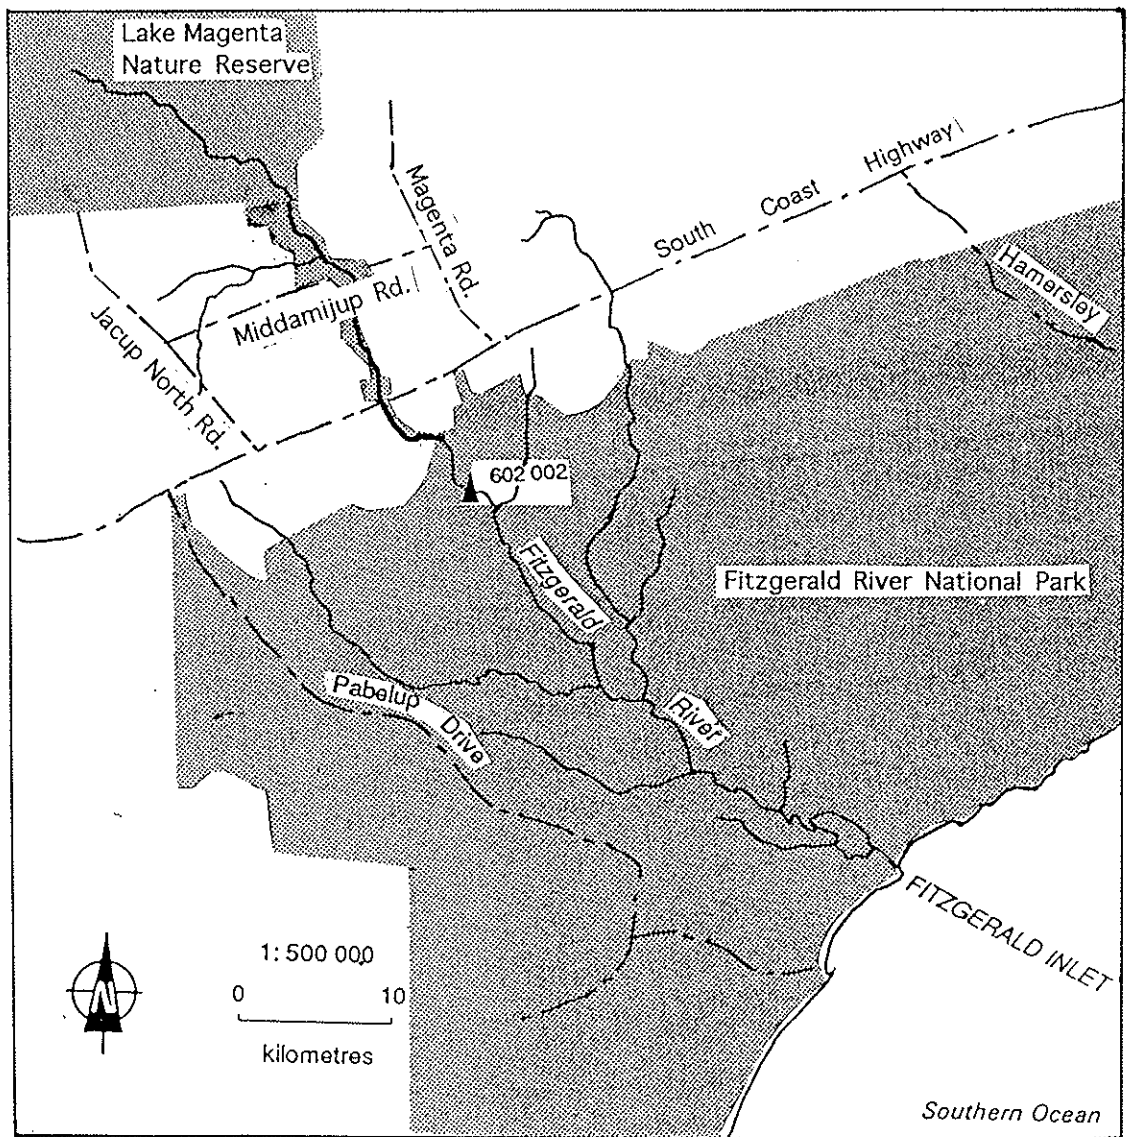 Lake Magenta
Nature Reserve
Magenta Rd.
South Coast Highway
Hamersley
Middamijup Rd.
Jacup North Rd.
602 002
Fitzgerald
River
Fitzgerald River National Park
Pabelup Drive
FITZGERALD INLET
1:500 000
0 10
kilometres
N
Southern Ocean